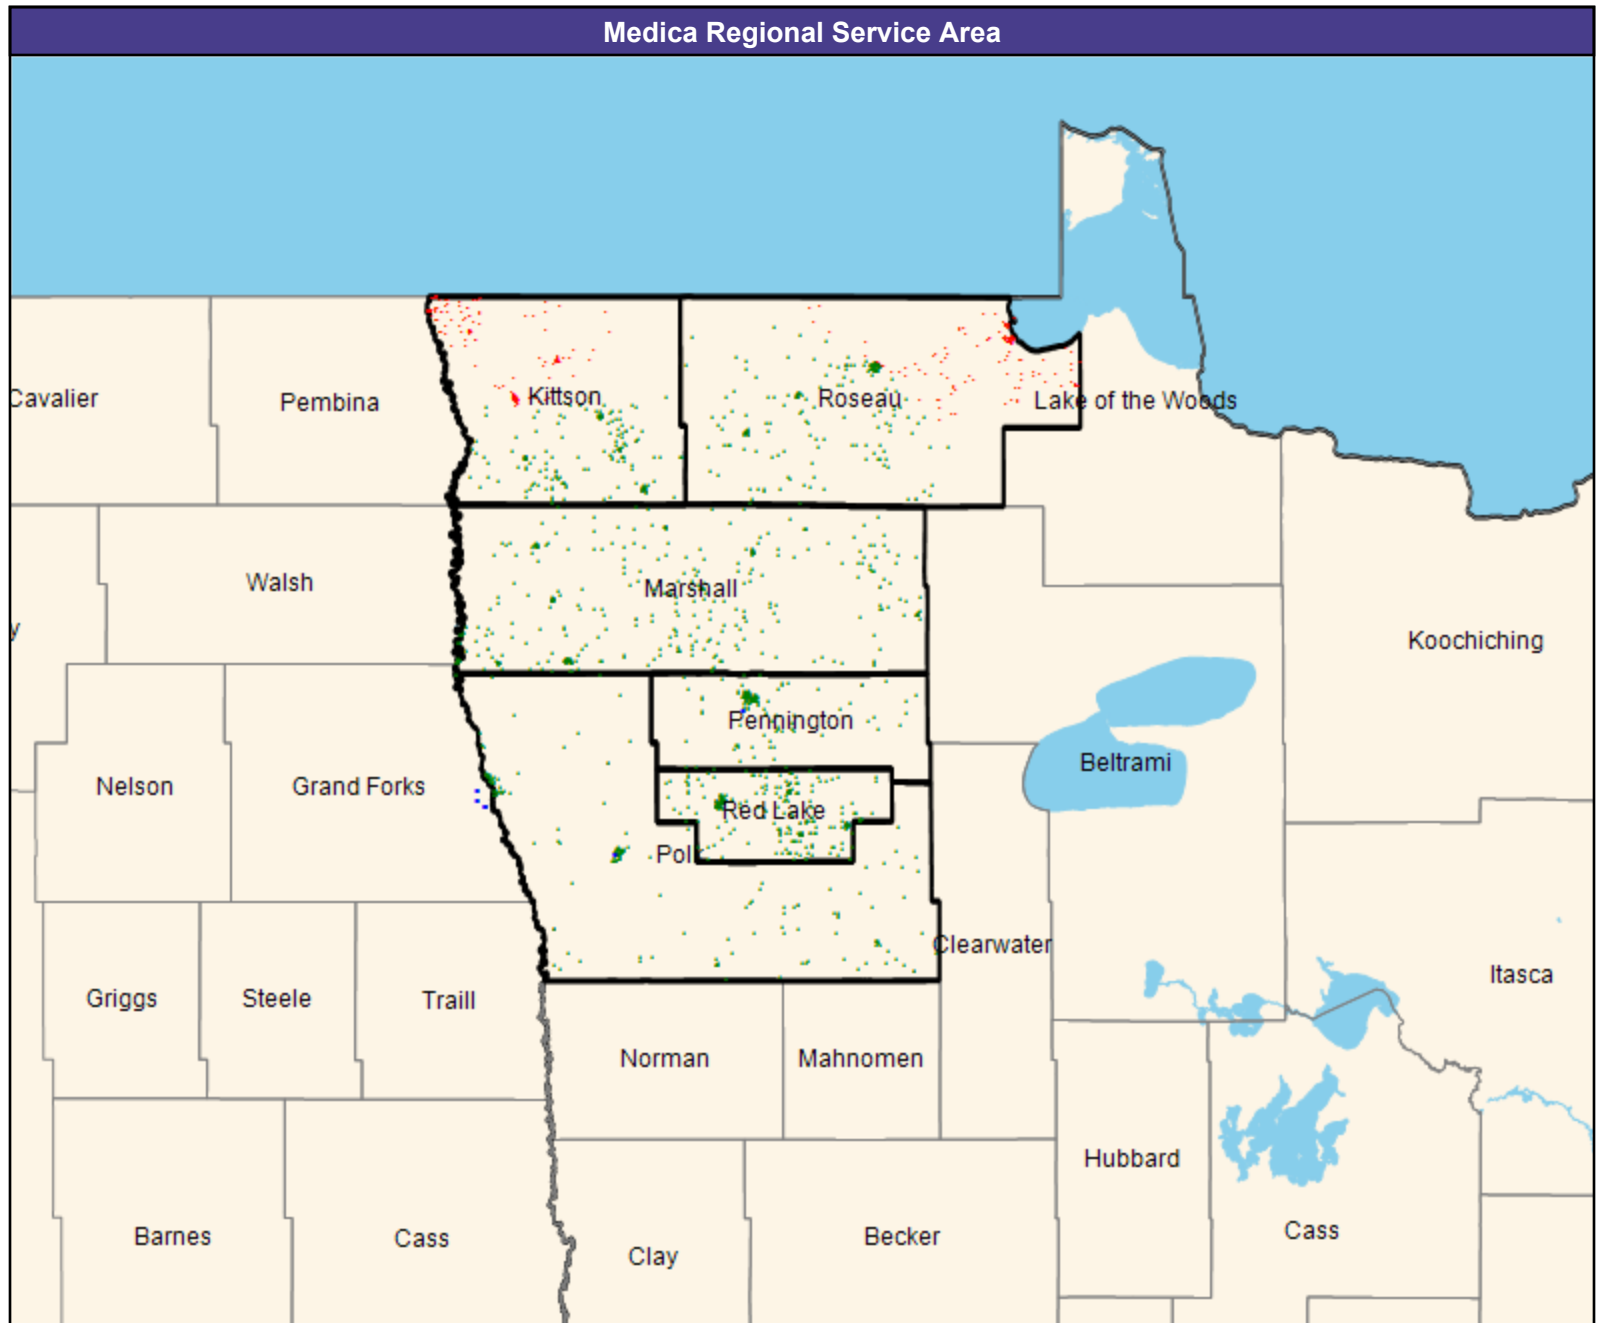 Medica Regional Service Area
Cavalier
Pembina
Kittson
Roseau
Lake of the Woods
Walsh
Marshall
y
Koochiching
Nelson
Grand Forks
Pennington
Beltrami
Red Lake
Pol
Clearwater
Griggs
Steele
Traill
Itasca
Norman
Mahnomen
Hubbard
Barnes
Cass
Clay
Becker
Cass